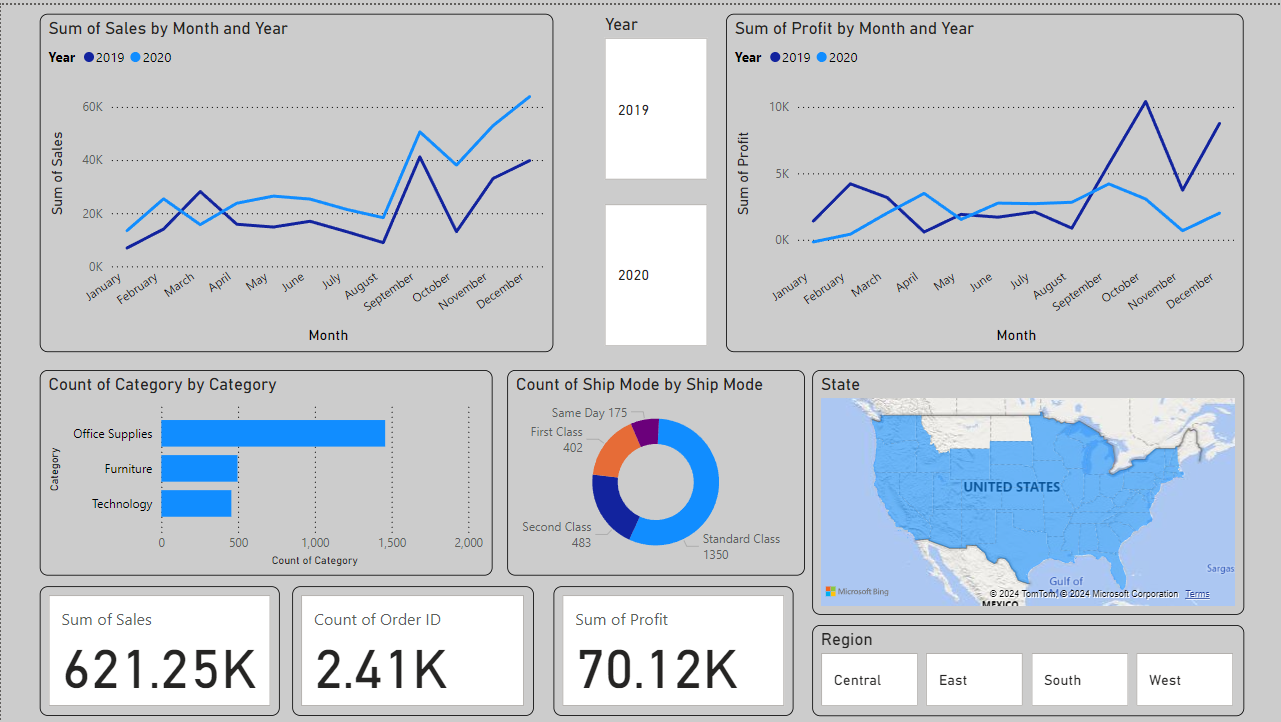 Sum of Sales by Month and Year
Year 2019 2020
60K
40K
20K
0K
Sum of Sales
January
February
March
April
May
June
July
August
September
October
November
December
Month
Year
2019
2020
Sum of Profit by Month and Year
Year 2019 2020
10K
5K
0K
Sum of Profit
January
February
March
April
May
June
July
August
September
October
November
December
Month
Count of Category by Category
Category
Office Supplies
Furniture
Technology
0 500 1,000 1,500 2,000
Count of Category
Count of Ship Mode by Ship Mode
Same Day 175
First Class
402
Second Class
483
Standard Class
1350
State
UNITED STATES
Sargas
Gulf of
Microsoft Bing
© 2024 TomTom, © 2024 Microsoft Corporation Terms
MEXICO
Sum of Sales
621.25K
Count of Order ID
2.41K
Sum of Profit
70.12K
Region
Central
East
South
West